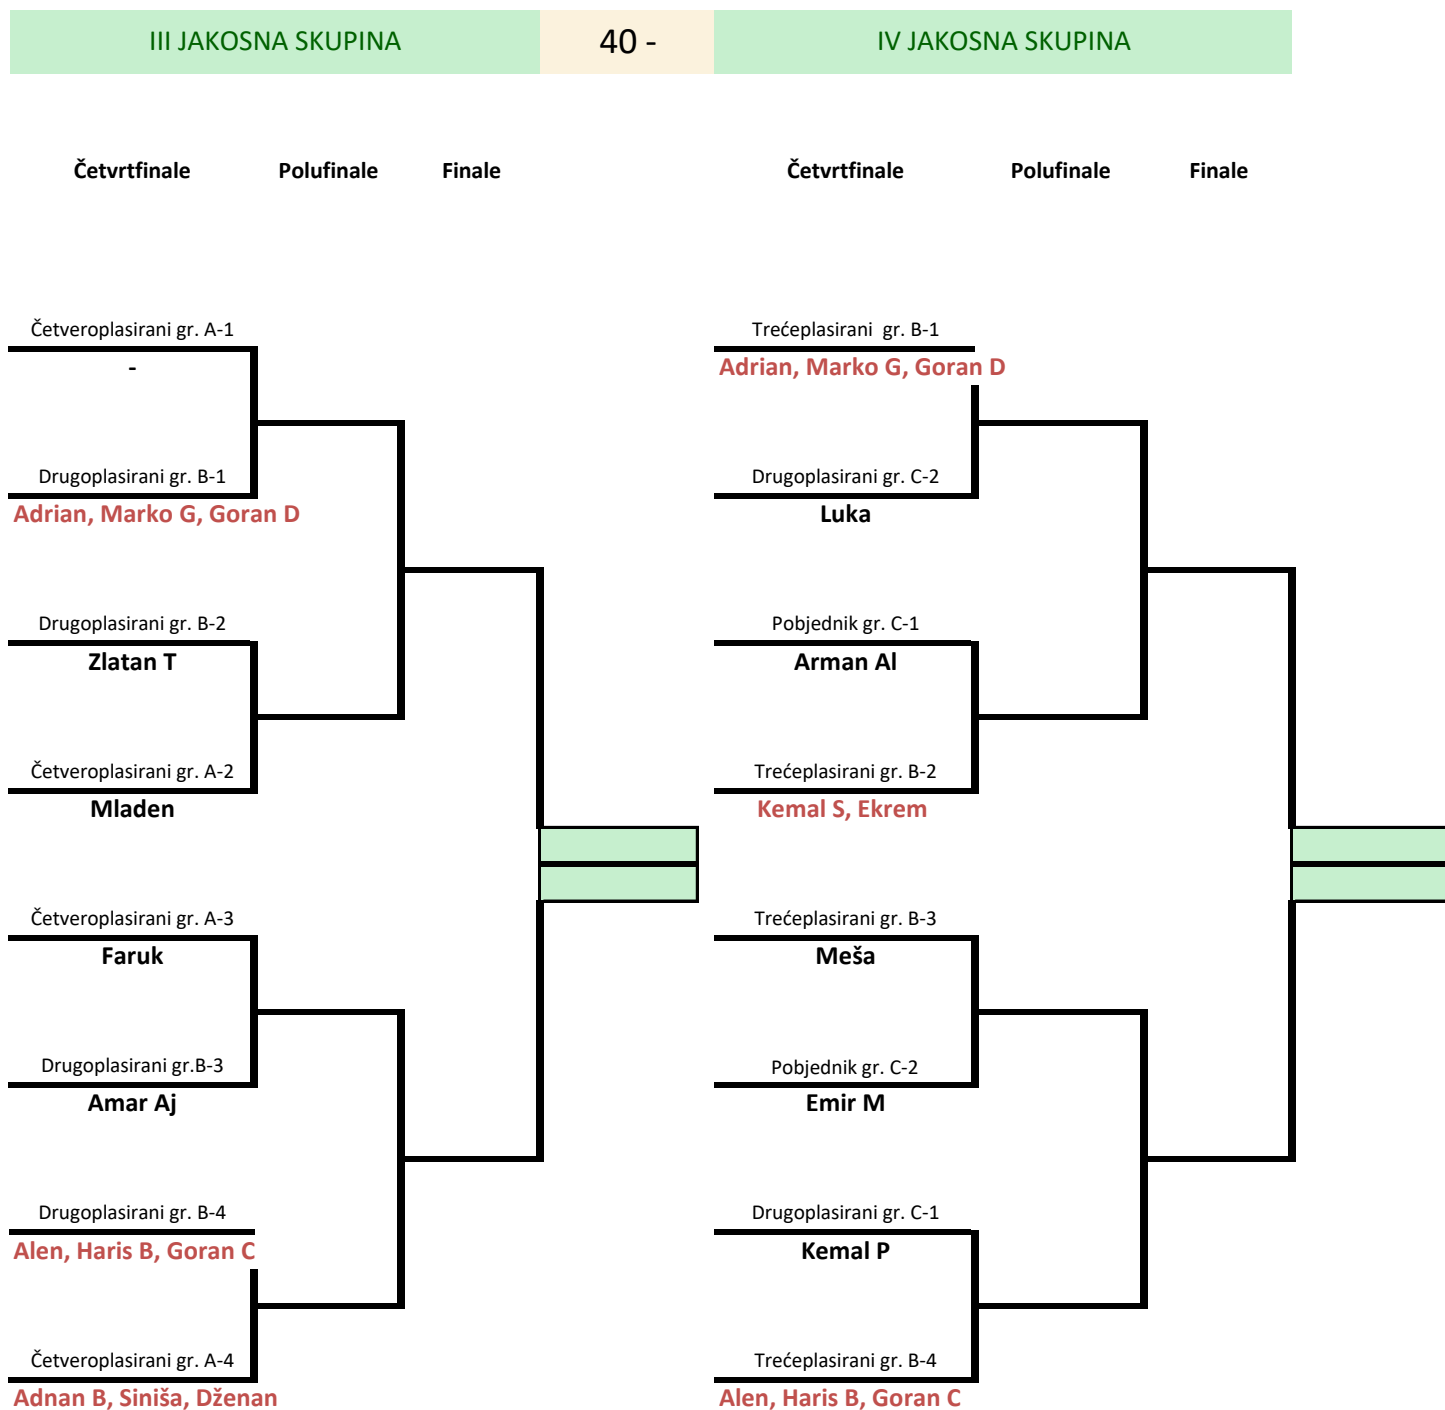 III JAKOSNA SKUPINA
40 -
IV JAKOSNA SKUPINA
Četvrtfinale
Polufinale
Finale
Četvrtfinale
Polufinale
Finale
Četveroplasirani gr. A-1
-
Drugoplasirani gr. B-1
Adrian, Marko G, Goran D
Drugoplasirani gr. B-2
Zlatan T
Četveroplasirani gr. A-2
Mladen
Četveroplasirani gr. A-3
Faruk
Drugoplasirani gr.B-3
Amar Aj
Drugoplasirani gr. B-4
Alen, Haris B, Goran C
Četveroplasirani gr. A-4
Adnan B, Siniša, Dženan
Trećeplasirani  gr. B-1
Adrian, Marko G, Goran D
Drugoplasirani gr. C-2
Luka
Pobjednik gr. C-1
Arman Al
Trećeplasirani gr. B-2
Kemal S, Ekrem
Trećeplasirani gr. B-3
Meša
Pobjednik gr. C-2
Emir M
Drugoplasirani gr. C-1
Kemal P
Trećeplasirani gr. B-4
Alen, Haris B, Goran C